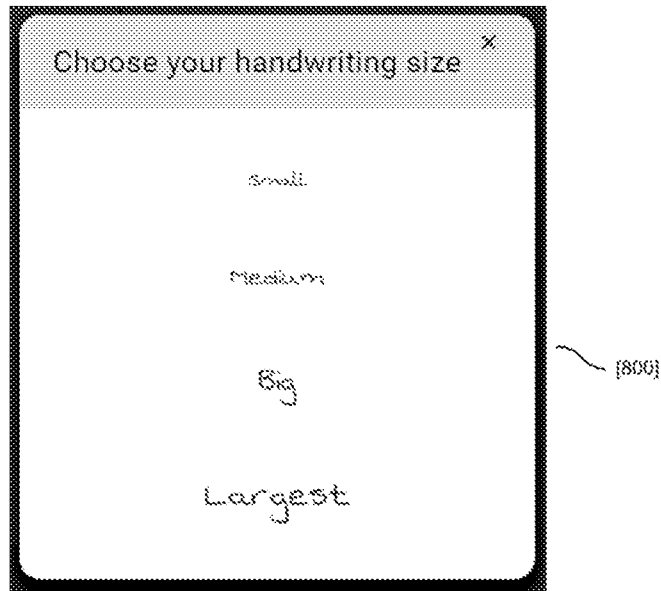 Choose your handwriting size ×
Small
Medium
Big
Largest
[800]